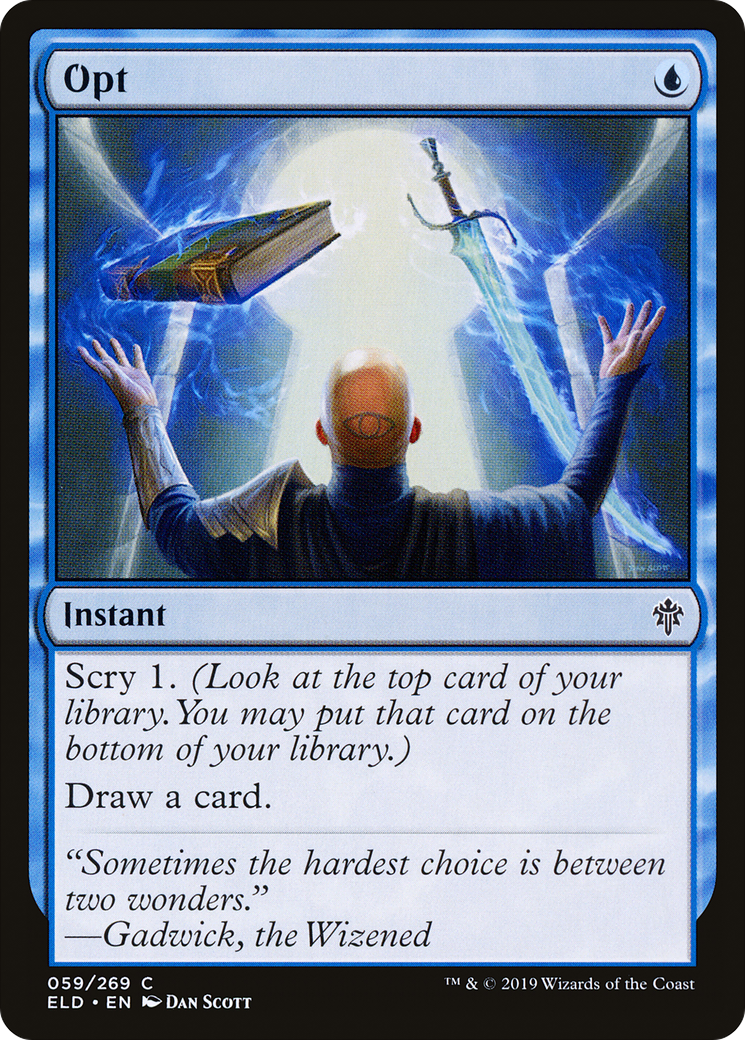 Opt
DAN SCOTT
Instant
Scry 1. (Look at the top card of your
library. You may put that card on the
bottom of your library.)
Draw a card.
“Sometimes the hardest choice is between
two wonders.”
—Gadwick, the Wizened
059/269 C
™ & © 2019 Wizards of the Coast
ELD • EN Dan Scott